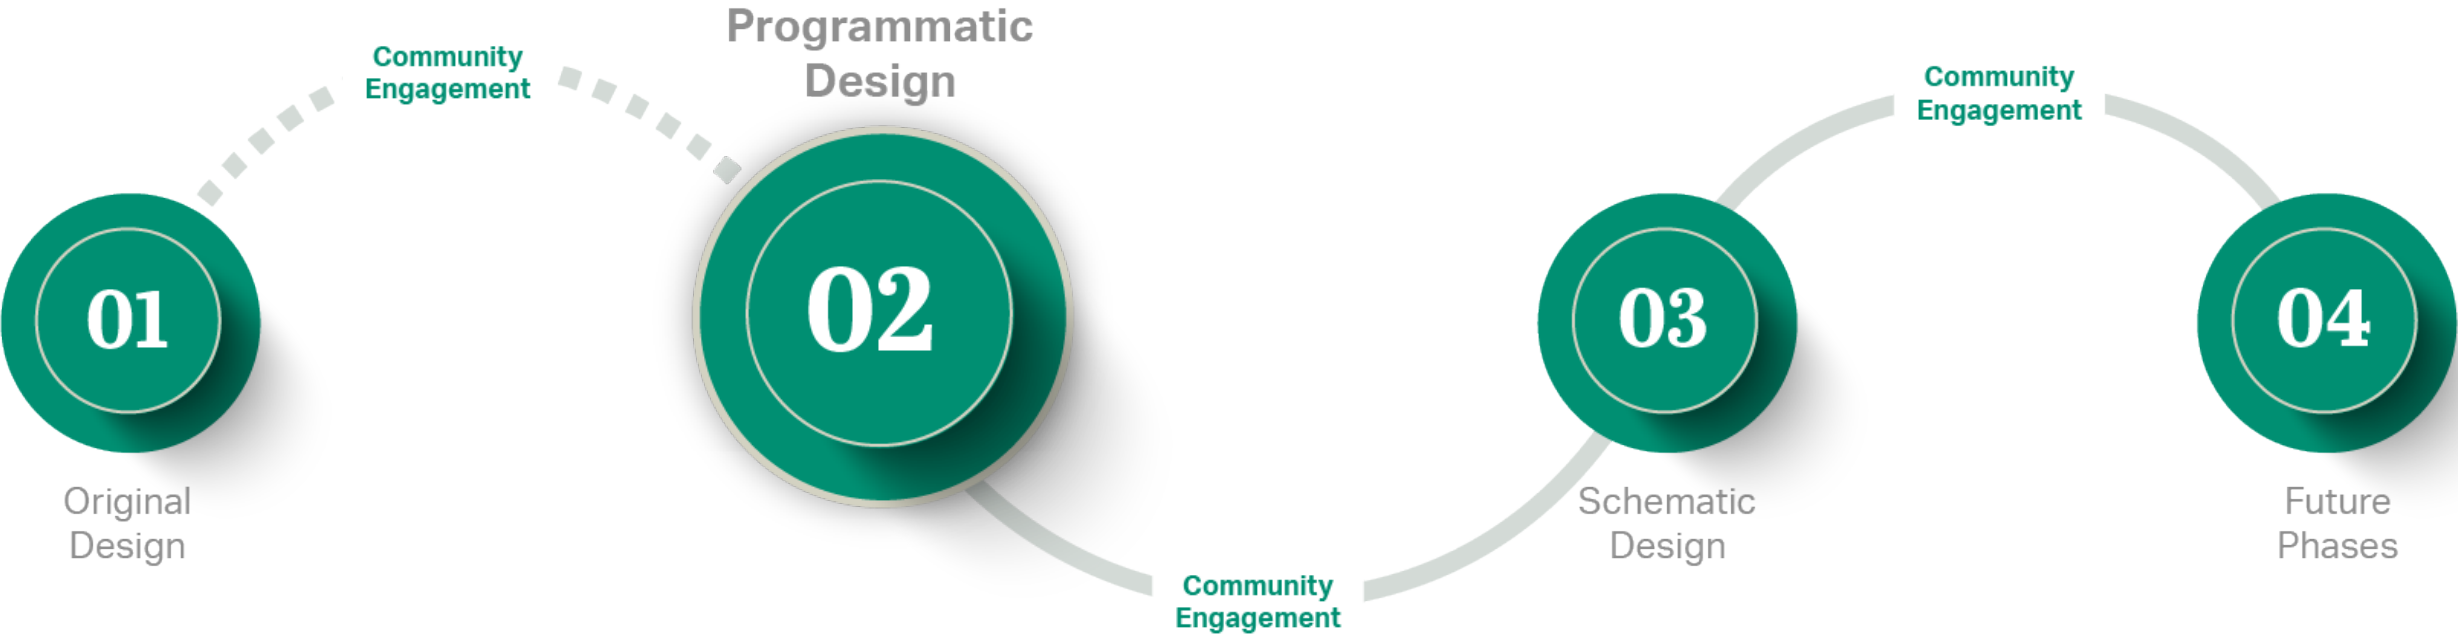 01
Original
Design
Community
Engagement
Programmatic
Design
02
Community
Engagement
03
Schematic
Design
Community
Engagement
04
Future
Phases